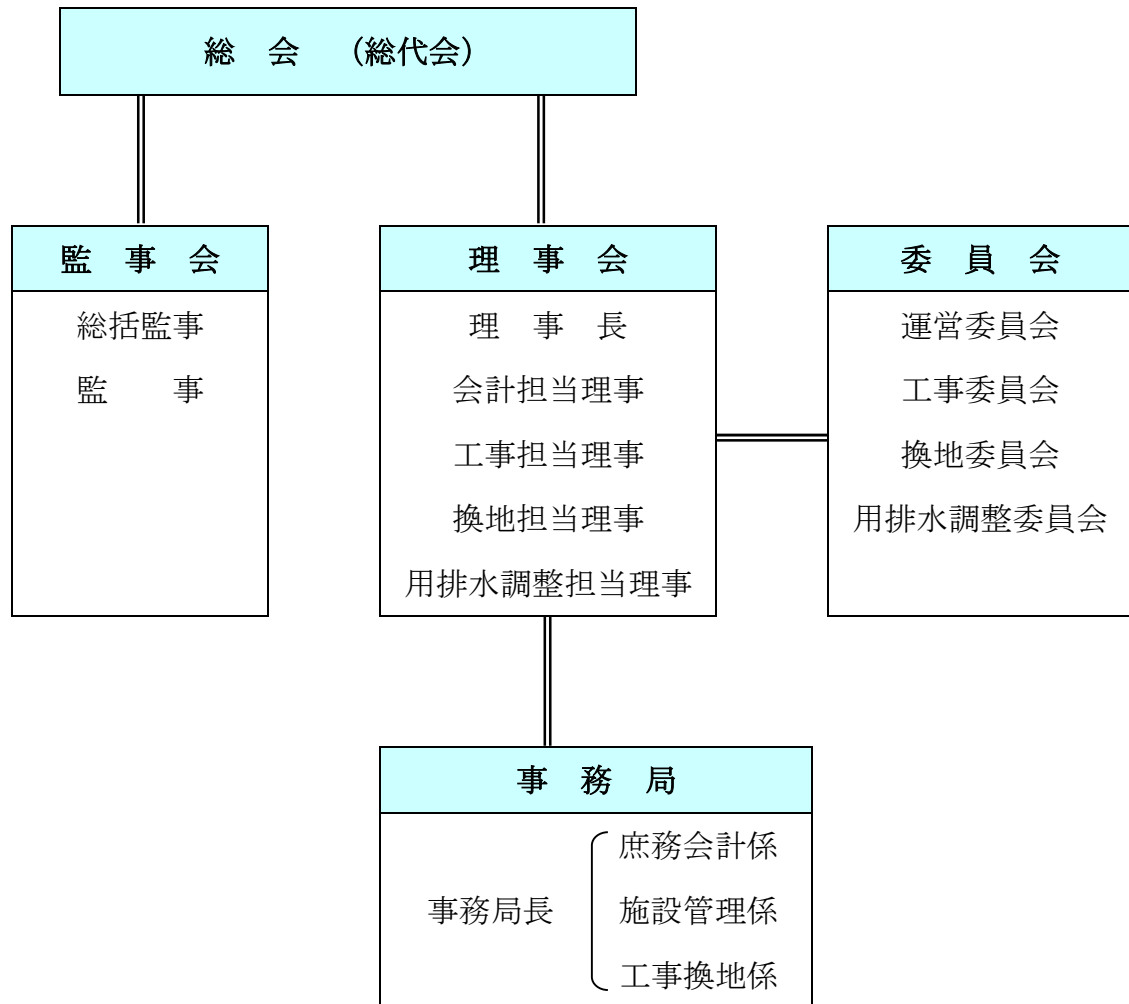 総　会　（総代会）
監　事　会
総括監事
監　　事
理　事　会
理　事　長
会計担当理事
工事担当理事
換地担当理事
用排水調整担当理事
委　員　会
運営委員会
工事委員会
換地委員会
用排水調整委員会
事　務　局
事務局長
庶務会計係
施設管理係
工事換地係